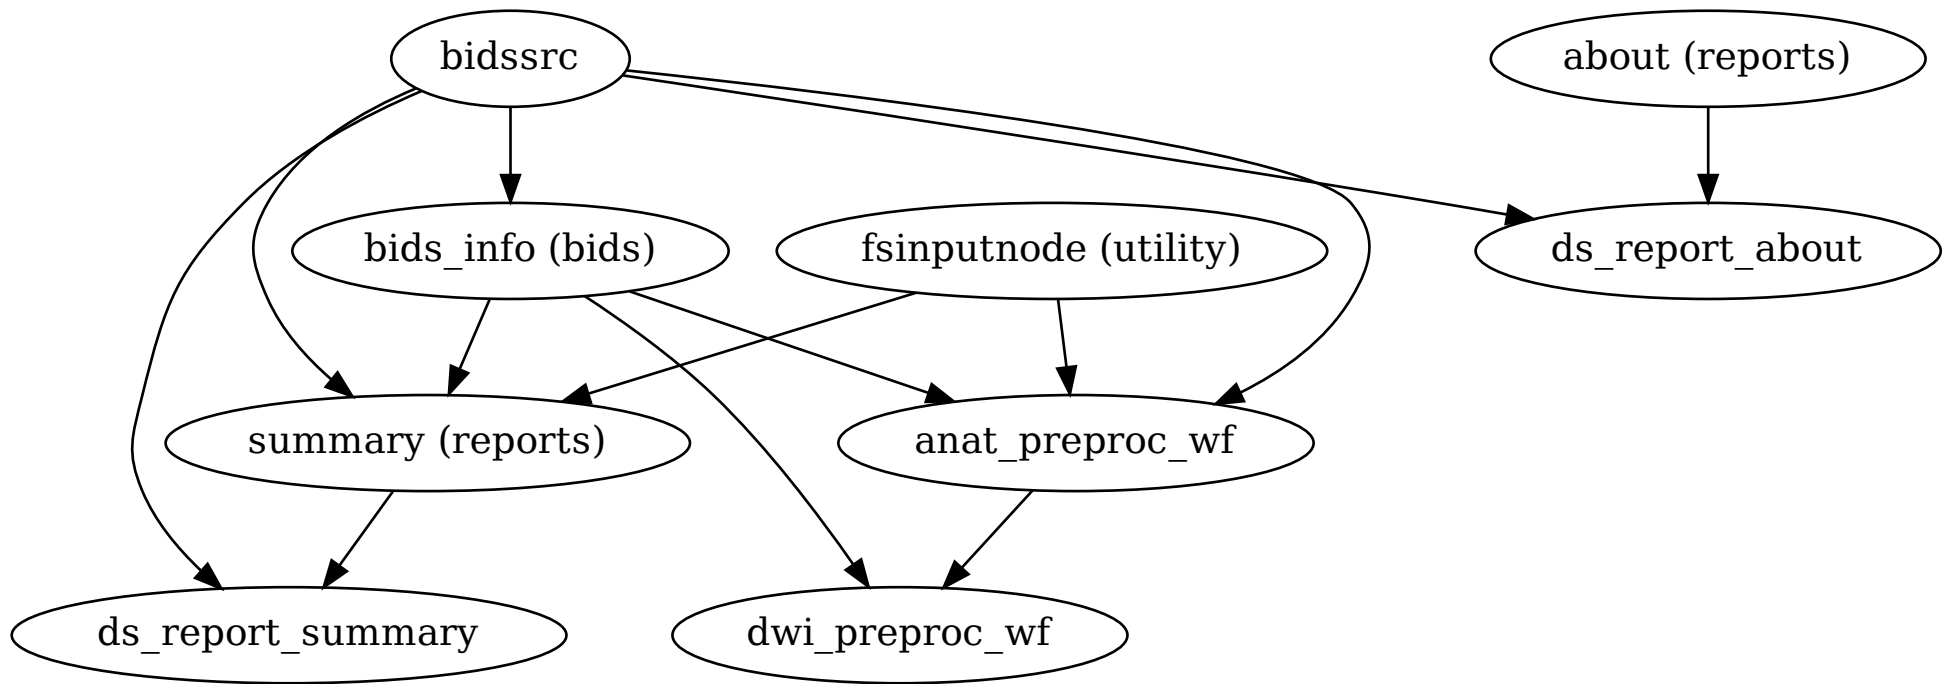 bidssrc
about (reports)
bids_info (bids)
fsinputnode (utility)
ds_report_about
summary (reports)
anat_preproc_wf
ds_report_summary
dwi_preproc_wf